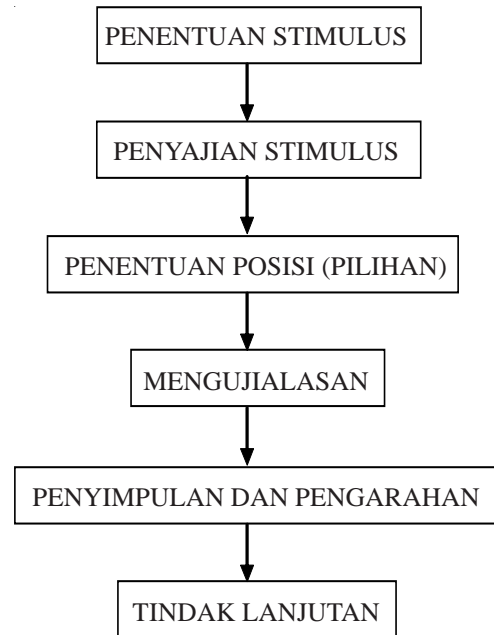 PENENTUAN STIMULUS
PENYAJIAN STIMULUS
PENENTUAN POSISI (PILIHAN)
MENGUJIALASAN
PENYIMPULAN DAN PENGARAHAN
TINDAK LANJUTAN